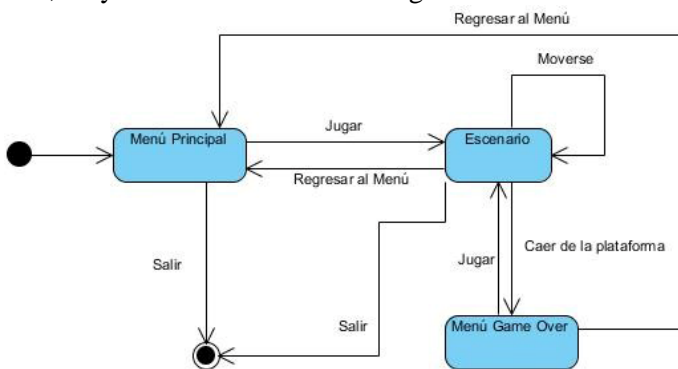 Regresar al Menú
Moverse
Menú Principal
Jugar
Escenario
Regresar al Menú
Caer de la plataforma
Jugar
Salir
Salir
Menú Game Over